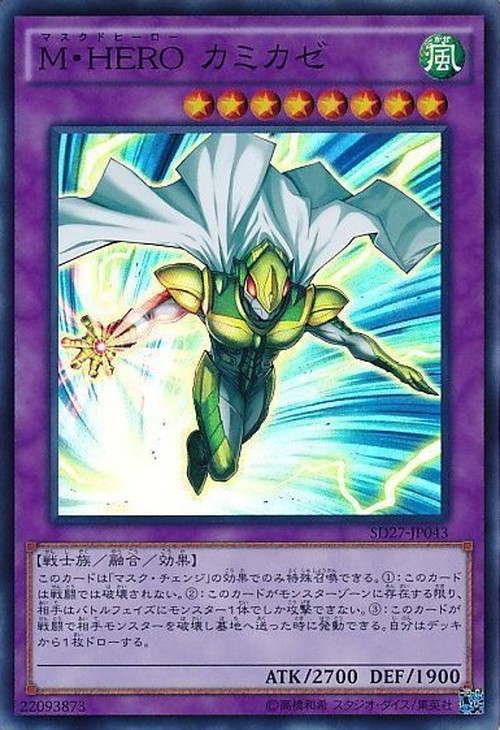 マスクドヒーロー
M・HERO カミカゼ
風
SD27-JP043
【戦士族／融合／効果】
このカードは「マスク・チェンジ」の効果でのみ特殊召喚できる。①：このカード
は戦闘では破壊されない。②：このカードがモンスターゾーンに存在する限り、
相手はバトルフェイズにモンスター1体でしか攻撃できない。③：このカードが
戦闘で相手モンスターを破壊し墓地へ送った時に発動できる。自分はデッキ
から1枚ドローする。
ATK/2700 DEF/1900
22093873
©高橋和希 スタジオ・ダイス/集英社